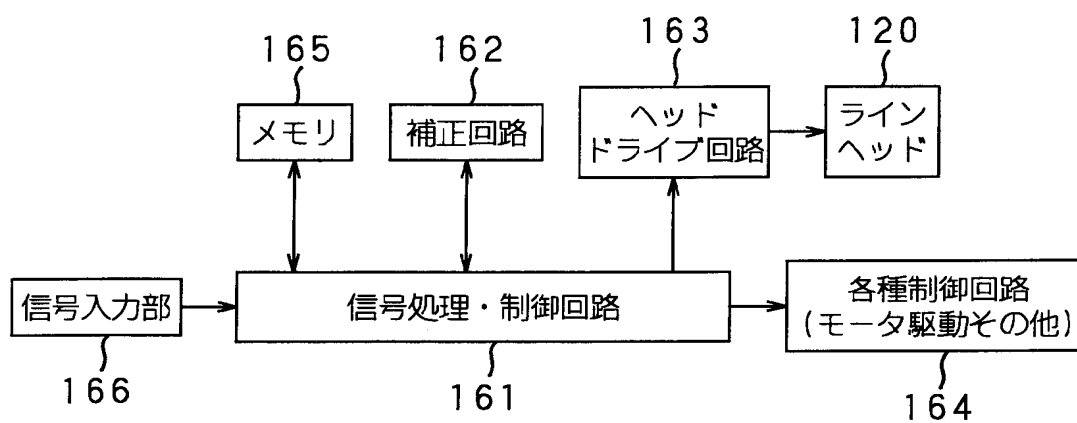 165
162
163
120
メモリ
補正回路
ヘッド
ドライブ回路
ライン
ヘッド
信号入力部
信号処理・制御回路
各種制御回路
(モータ駆動その他)
166
161
164